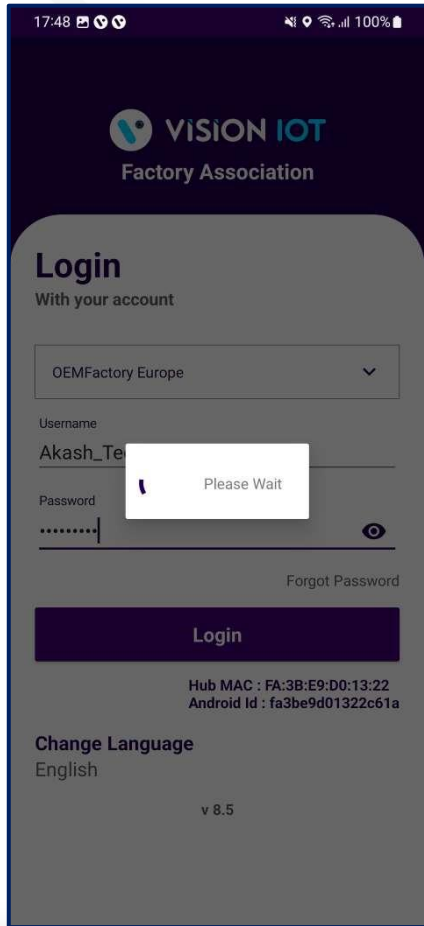 17:48 100%
VISION IOT
Factory Association
Login
With your account
OEMFactory Europe
Username
Please Wait
Password
•••••••••
Forgot Password
Login
Hub MAC : FA:3B:E9:D0:13:22
Android Id : fa3be9d01322c61a
Change Language
English
v 8.5